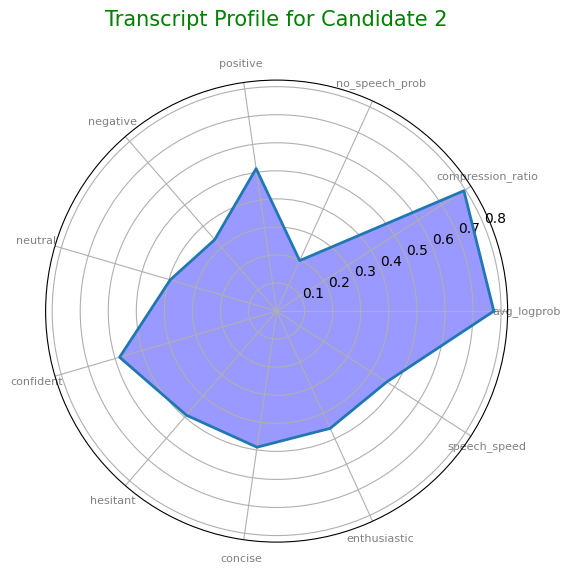 Transcript Profile for Candidate 2
positive
no_speech_prob
negative
compression_ratio
0.8
0.7
neutral
0.6
0.5
0.4
0.3
0.2
0.1
avg_logprob
confident
speech_speed
hesitant
enthusiastic
concise